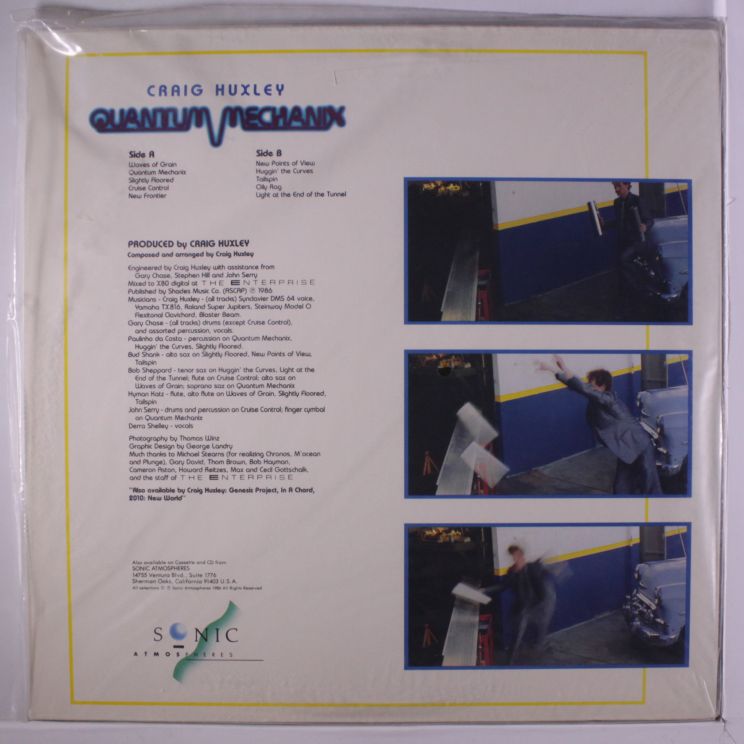 CRAIG HUXLEY
QUANTUM MECHANIX
Side A
Waves of Grain
Quantum Mechanix
Slightly Floored
Cruise Control
New Frontier
Side B
New Points of View
Huggin' the Curves
Tailspin
Oily Rag
Light at the End of the Tunnel
PRODUCED by CRAIG HUXLEY
Composed and arranged by Craig Huxley
Engineered by Craig Huxley with assistance from
Gary Chase, Stephen Hill and John Serry
Mixed to X80 digital at THE ENTERPRISE
Published by Shades Music Co. (ASCAP) ℗ 1986
Musicians - Craig Huxley - (all tracks) Synclavier DMS 64 voice,
Yamaha TX816, Roland Super Jupiters, Steinway Model O
Flexitonal Clavichord, Blaster Beam.
Gary Chase - (all tracks) drums (except Cruise Control),
and assorted percussion, vocals.
Paulinho da Costa - percussion on Quantum Mechanix,
Huggin' the Curves, Slightly Floored.
Bud Shank - alto sax on Slightly Floored, New Points of View,
Tailspin
Bob Sheppard - tenor sax on Huggin' the Curves, Light at the
End of the Tunnel; flute on Cruise Control; alto sax on
Waves of Grain; soprano sax on Quantum Mechanix
Hyman Katz - flute, alto flute on Waves of Grain, Slightly Floored,
Tailspin
John Serry - drums and percussion on Cruise Control; finger cymbal
on Quantum Mechanix
Derra Shelley - vocals
Photography by Thomas Winz
Graphic Design by George Landry
Much thanks to Michael Stearns (for realizing Chronos, M'ocean
and Plunge), Gary David, Thom Brown, Bob Hayman,
Cameron Aston, Howard Reitzes, Max and Cecil Gottschalk,
and the staff of THE ENTERPRISE
"Also available by Craig Huxley: Genesis Project, In A Chord,
2010: New World"
Also available on Cassette and CD from
SONIC ATMOSPHERES
14755 Ventura Blvd., Suite 1776
Sherman Oaks, California 91403 U.S.A.
All selections © ℗ Sonic Atmospheres 1986 All Rights Reserved
SONIC
ATMOSPHERES